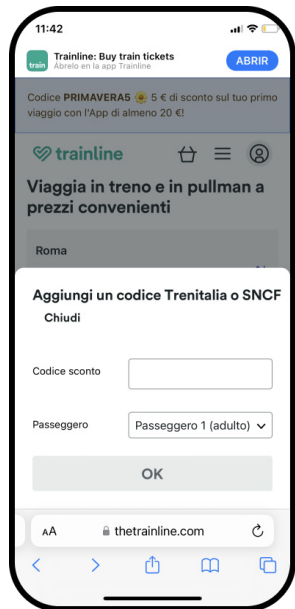 11:42
Trainline: Buy train tickets
train
Ábrelo en la app Trainline
ABRIR
Codice PRIMAVERA5 🌞 5 € di sconto sul tuo primo
viaggio con l'App di almeno 20 €!
trainline
Viaggia in treno e in pullman a
prezzi convenienti
Roma
Aggiungi un codice Trenitalia o SNCF
Chiudi
Codice sconto
Passeggero
Passeggero 1 (adulto)
OK
AA
thetrainline.com